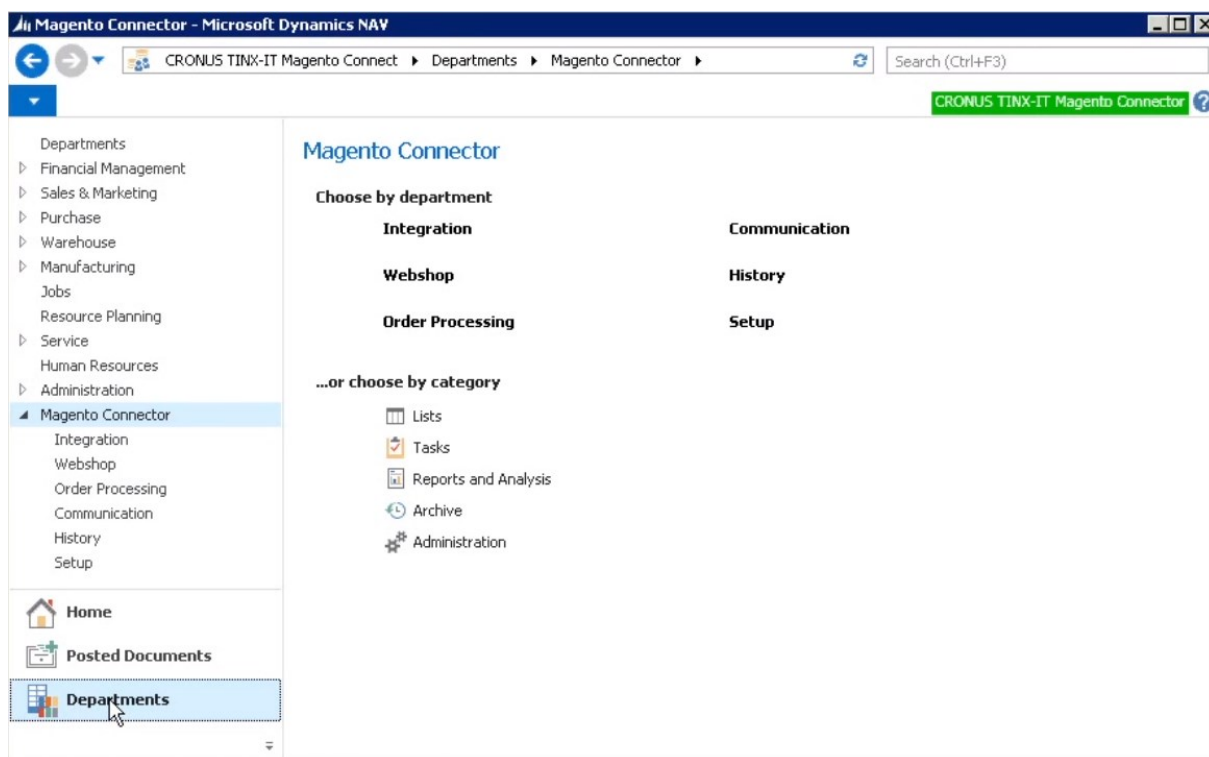 Magento Connector - Microsoft Dynamics NAV
CRONUS TINX-IT Magento Connect ▸ Departments ▸ Magento Connector ▸
Search (Ctrl+F3)
CRONUS TINX-IT Magento Connector
Departments
Financial Management
Sales & Marketing
Purchase
Warehouse
Manufacturing
Jobs
Resource Planning
Service
Human Resources
Administration
Magento Connector
Integration
Webshop
Order Processing
Communication
History
Setup
Home
Posted Documents
Departments
Magento Connector
Choose by department
Integration Communication
Webshop History
Order Processing Setup
...or choose by category
Lists
Tasks
Reports and Analysis
Archive
Administration